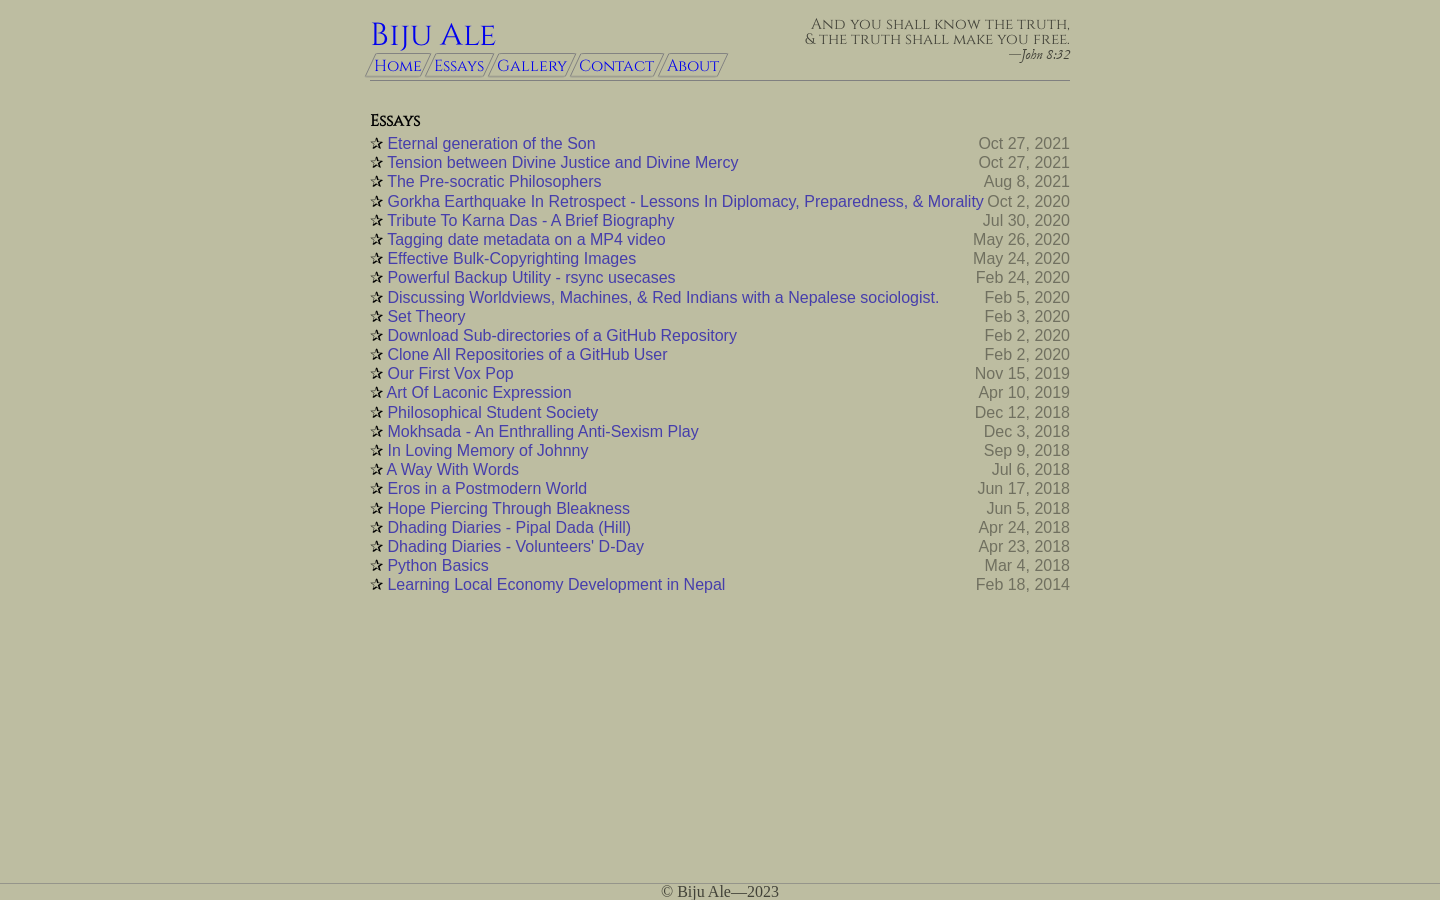 Biju Ale
And you shall know the truth,
& the truth shall make you free.
—John 8:32
Home Essays Gallery Contact About
Essays
✰ Eternal generation of the Son Oct 27, 2021
✰ Tension between Divine Justice and Divine Mercy Oct 27, 2021
✰ The Pre-socratic Philosophers Aug 8, 2021
✰ Gorkha Earthquake In Retrospect - Lessons In Diplomacy, Preparedness, & Morality Oct 2, 2020
✰ Tribute To Karna Das - A Brief Biography Jul 30, 2020
✰ Tagging date metadata on a MP4 video May 26, 2020
✰ Effective Bulk-Copyrighting Images May 24, 2020
✰ Powerful Backup Utility - rsync usecases Feb 24, 2020
✰ Discussing Worldviews, Machines, & Red Indians with a Nepalese sociologist. Feb 5, 2020
✰ Set Theory Feb 3, 2020
✰ Download Sub-directories of a GitHub Repository Feb 2, 2020
✰ Clone All Repositories of a GitHub User Feb 2, 2020
✰ Our First Vox Pop Nov 15, 2019
✰ Art Of Laconic Expression Apr 10, 2019
✰ Philosophical Student Society Dec 12, 2018
✰ Mokhsada - An Enthralling Anti-Sexism Play Dec 3, 2018
✰ In Loving Memory of Johnny Sep 9, 2018
✰ A Way With Words Jul 6, 2018
✰ Eros in a Postmodern World Jun 17, 2018
✰ Hope Piercing Through Bleakness Jun 5, 2018
✰ Dhading Diaries - Pipal Dada (Hill) Apr 24, 2018
✰ Dhading Diaries - Volunteers' D-Day Apr 23, 2018
✰ Python Basics Mar 4, 2018
✰ Learning Local Economy Development in Nepal Feb 18, 2014
© Biju Ale—2023